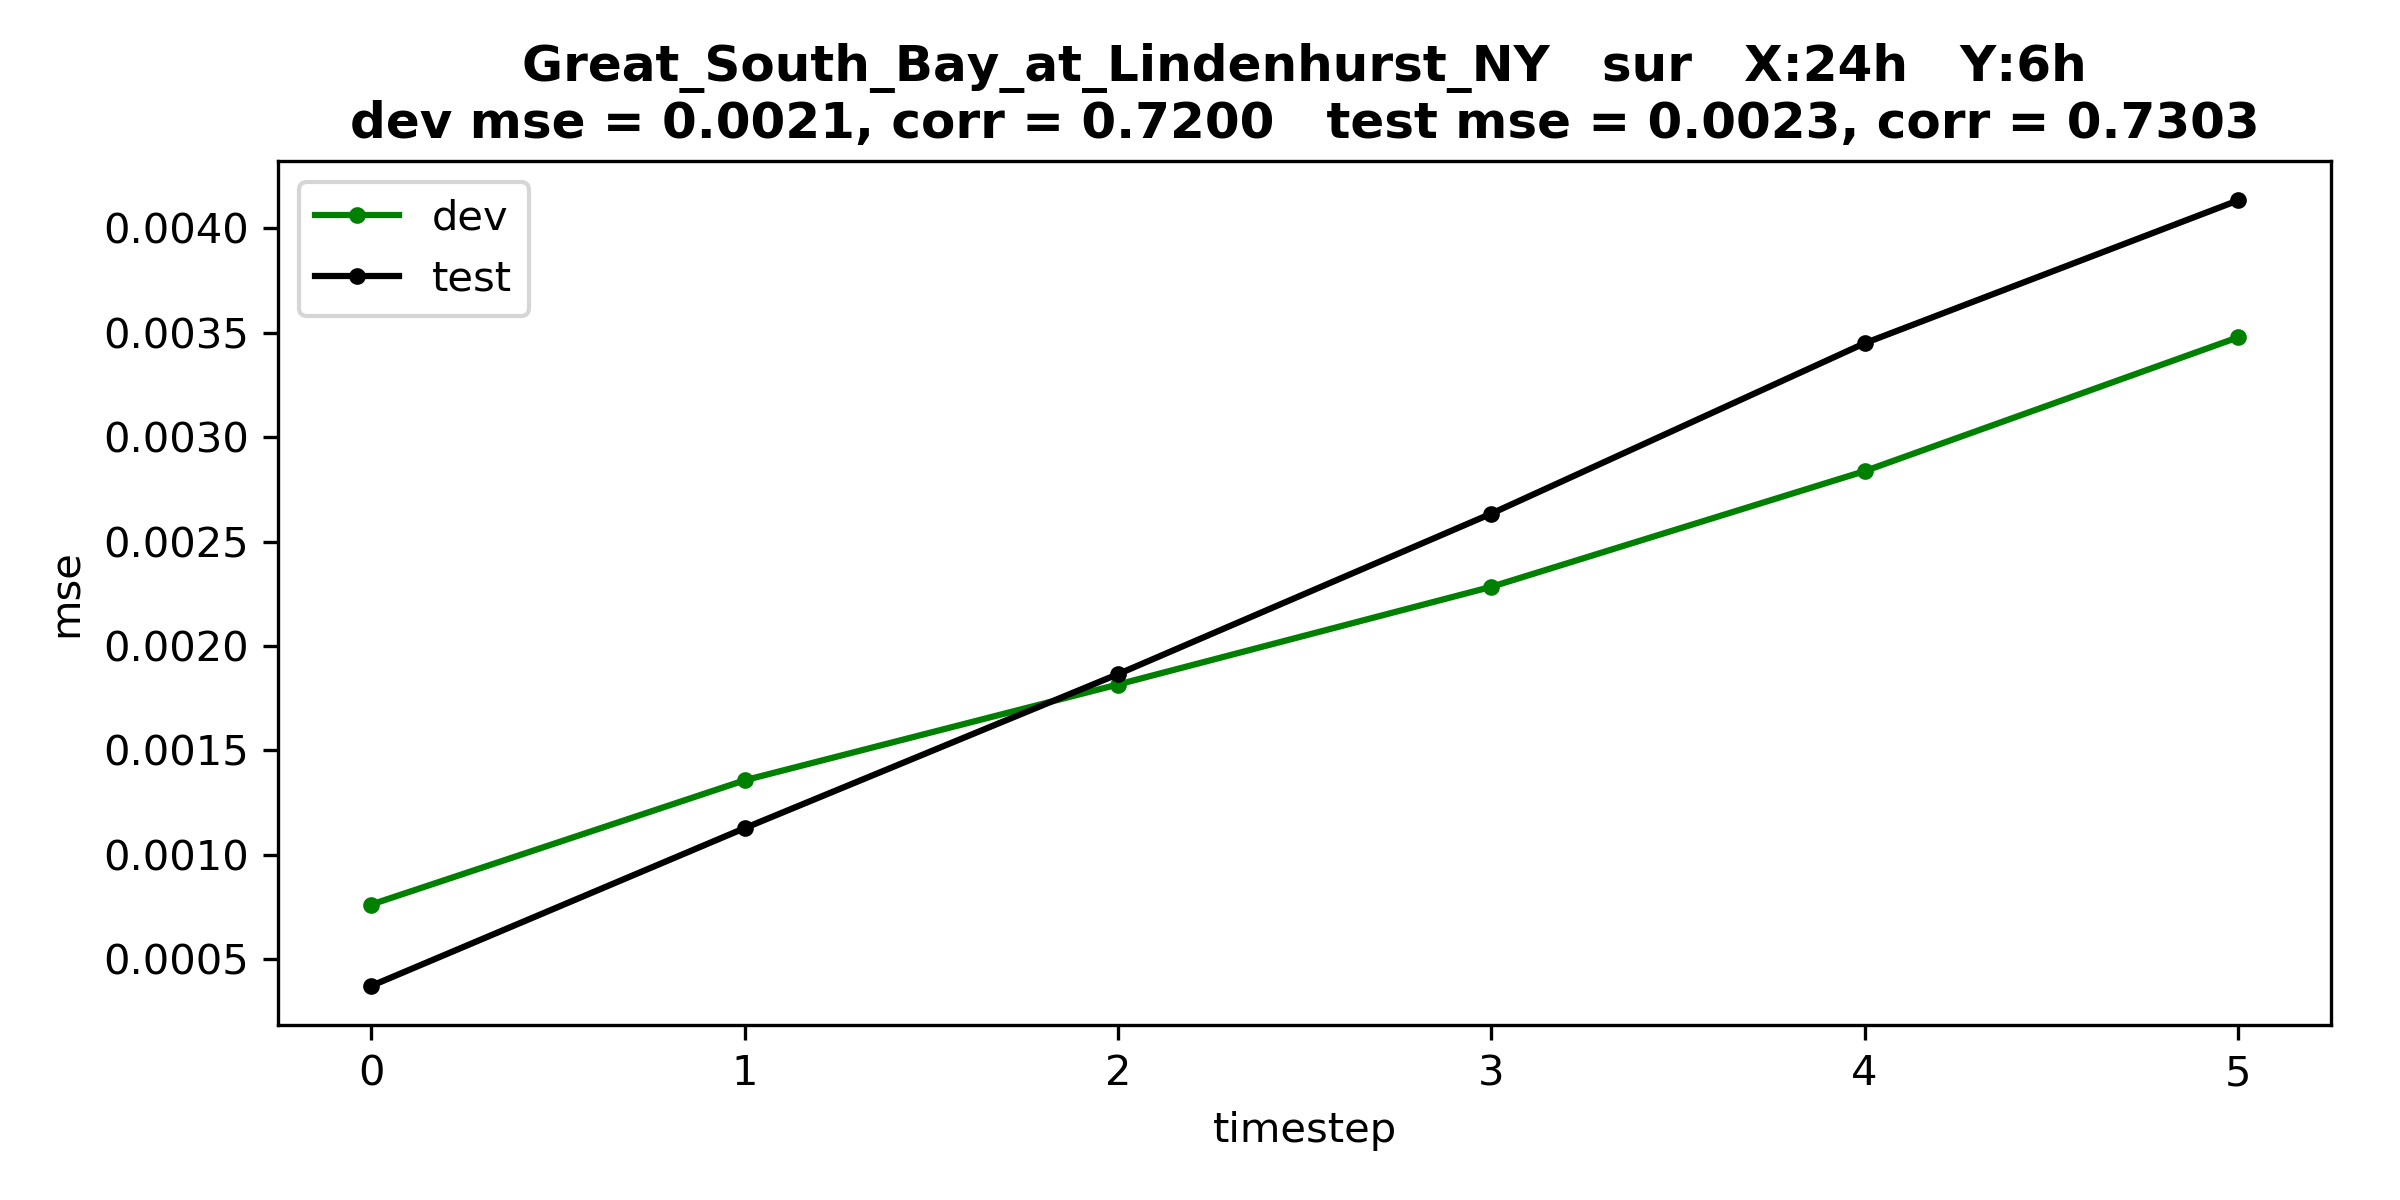 Great_South_Bay_at_Lindenhurst_NY   sur   X:24h   Y:6h
dev mse = 0.0021, corr = 0.7200   test mse = 0.0023, corr = 0.7303
dev
test
0.0040
0.0035
0.0030
0.0025
0.0020
0.0015
0.0010
0.0005
mse
0 1 2 3 4 5
timestep